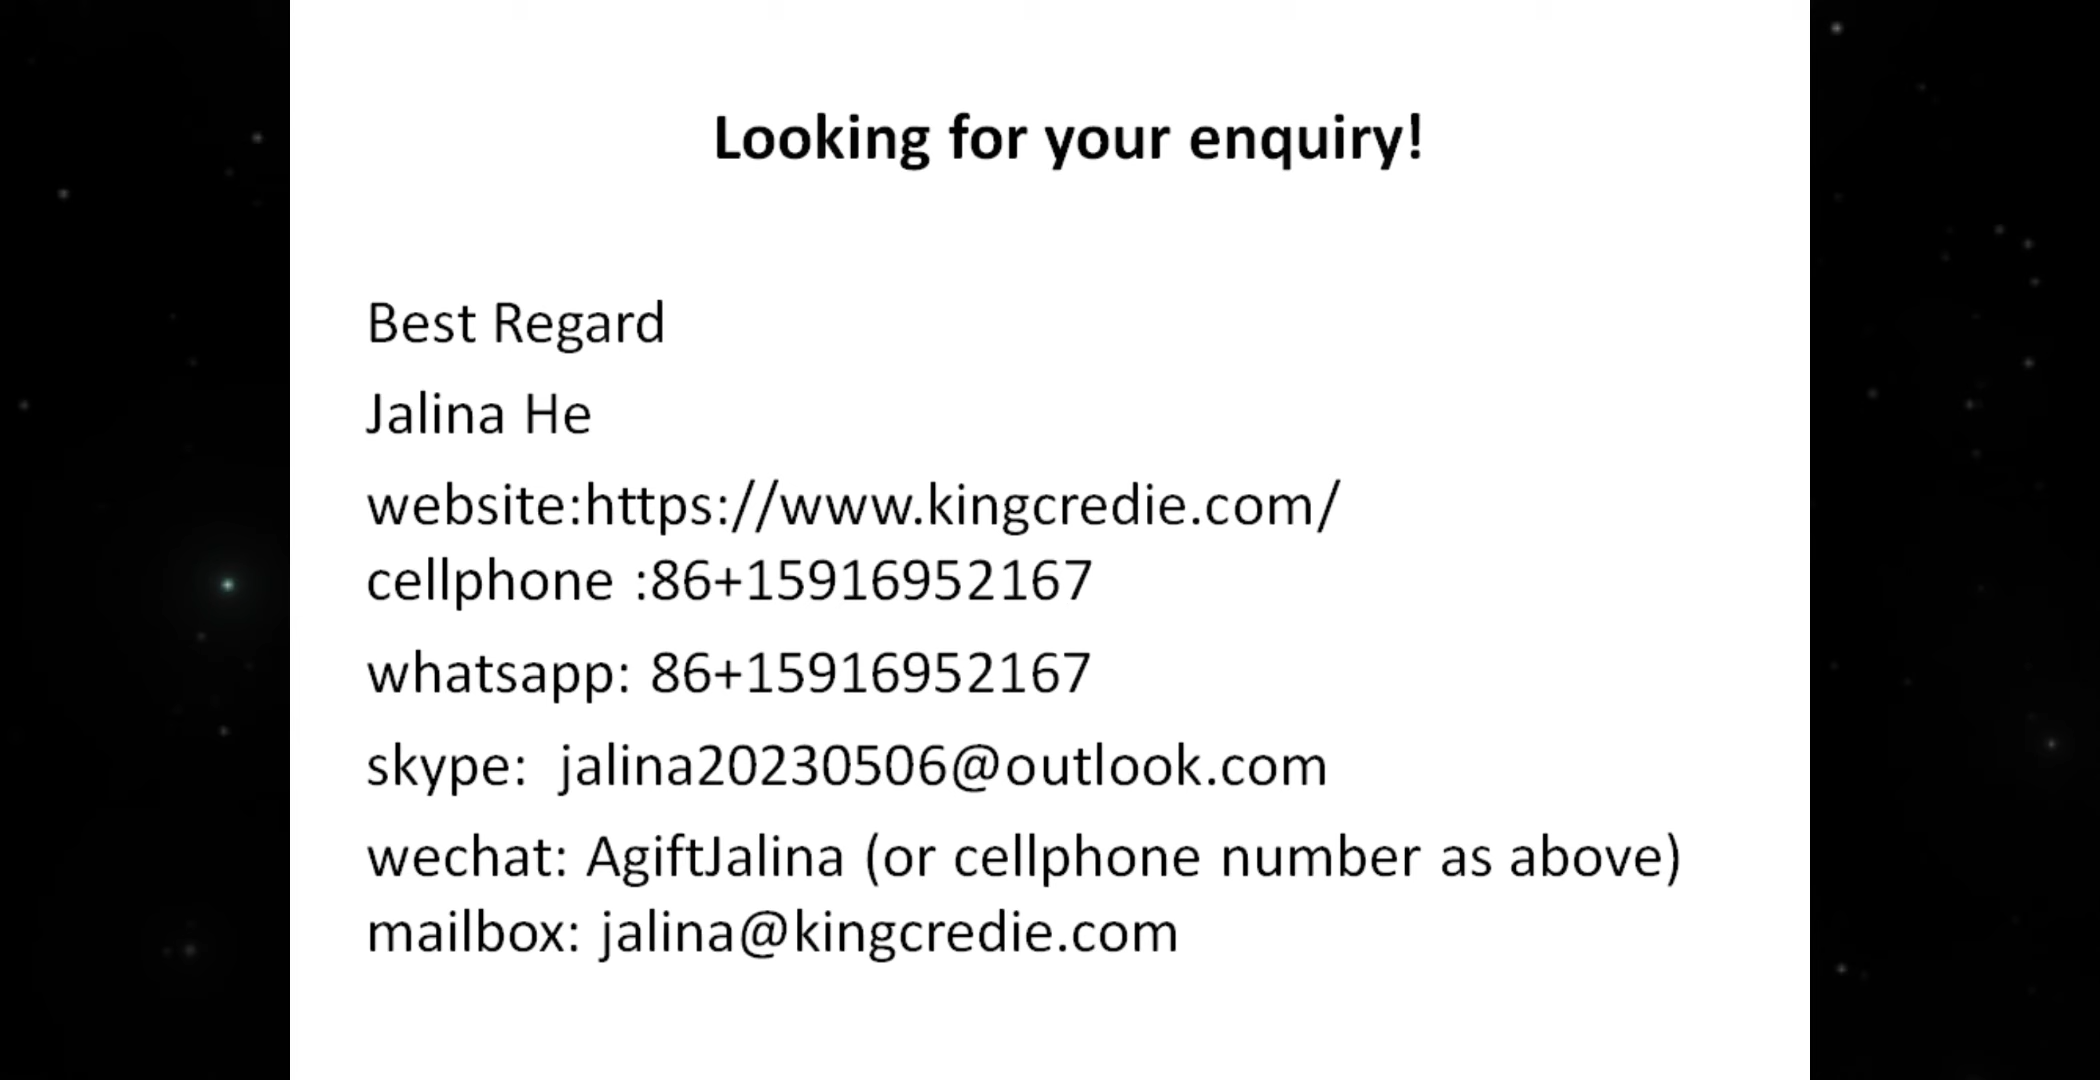 Looking for your enquiry!
Best Regard
Jalina He
website:https://www.kingcredie.com/
cellphone :86+15916952167
whatsapp: 86+15916952167
skype:  jalina20230506@outlook.com
wechat: AgiftJalina (or cellphone number as above)
mailbox: jalina@kingcredie.com